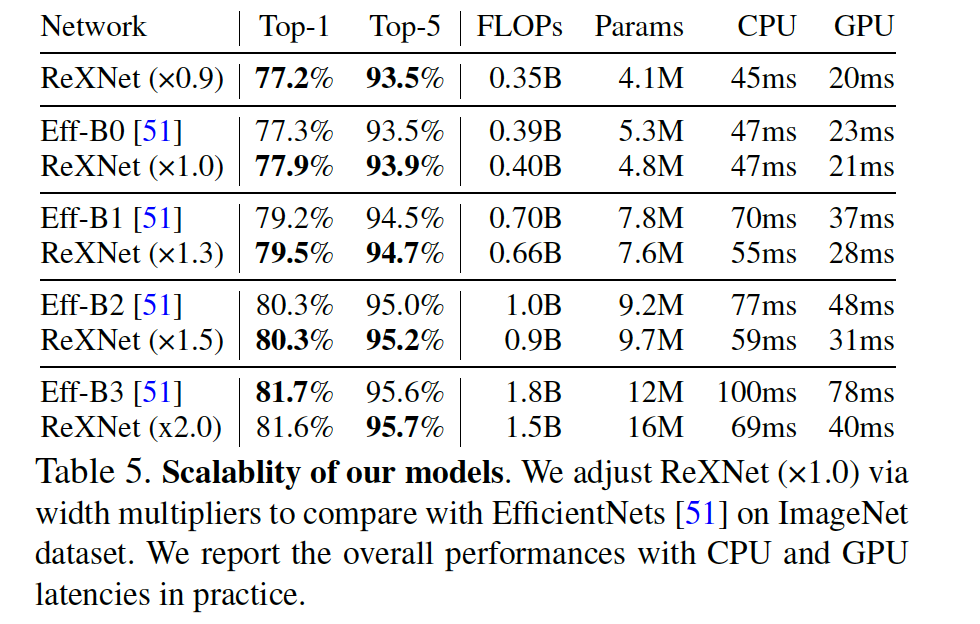 Network Top-1 Top-5 FLOPs Params CPU GPU
ReXNet (×0.9) 77.2% 93.5% 0.35B 4.1M 45ms 20ms
Eff-B0 [51] 77.3% 93.5% 0.39B 5.3M 47ms 23ms
ReXNet (×1.0) 77.9% 93.9% 0.40B 4.8M 47ms 21ms
Eff-B1 [51] 79.2% 94.5% 0.70B 7.8M 70ms 37ms
ReXNet (×1.3) 79.5% 94.7% 0.66B 7.6M 55ms 28ms
Eff-B2 [51] 80.3% 95.0% 1.0B 9.2M 77ms 48ms
ReXNet (×1.5) 80.3% 95.2% 0.9B 9.7M 59ms 31ms
Eff-B3 [51] 81.7% 95.6% 1.8B 12M 100ms 78ms
ReXNet (x2.0) 81.6% 95.7% 1.5B 16M 69ms 40ms
Table 5. Scalablity of our models. We adjust ReXNet (×1.0) via
width multipliers to compare with EfficientNets [51] on ImageNet
dataset. We report the overall performances with CPU and GPU
latencies in practice.